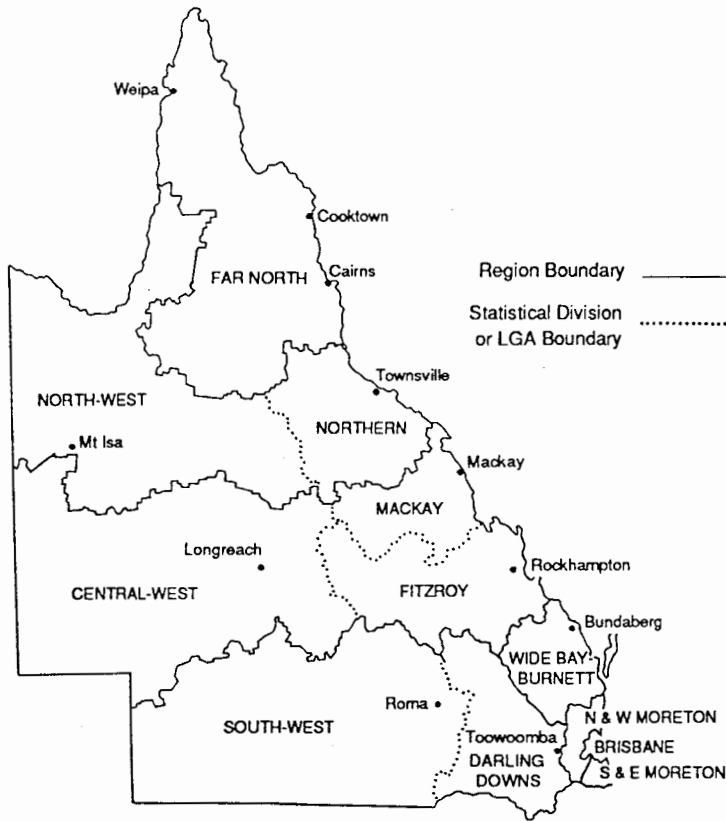 Weipa
Cooktown
FAR NORTH
Cairns
Region Boundary
Statistical Division
or LGA Boundary
Townsville
NORTH-WEST
NORTHERN
Mt Isa
Mackay
MACKAY
Longreach
Rockhampton
CENTRAL-WEST
FITZROY
Bundaberg
WIDE BAY-
BURNETT
Roma
N & W MORETON
SOUTH-WEST
Toowoomba
BRISBANE
DARLING
DOWNS
S & E MORETON